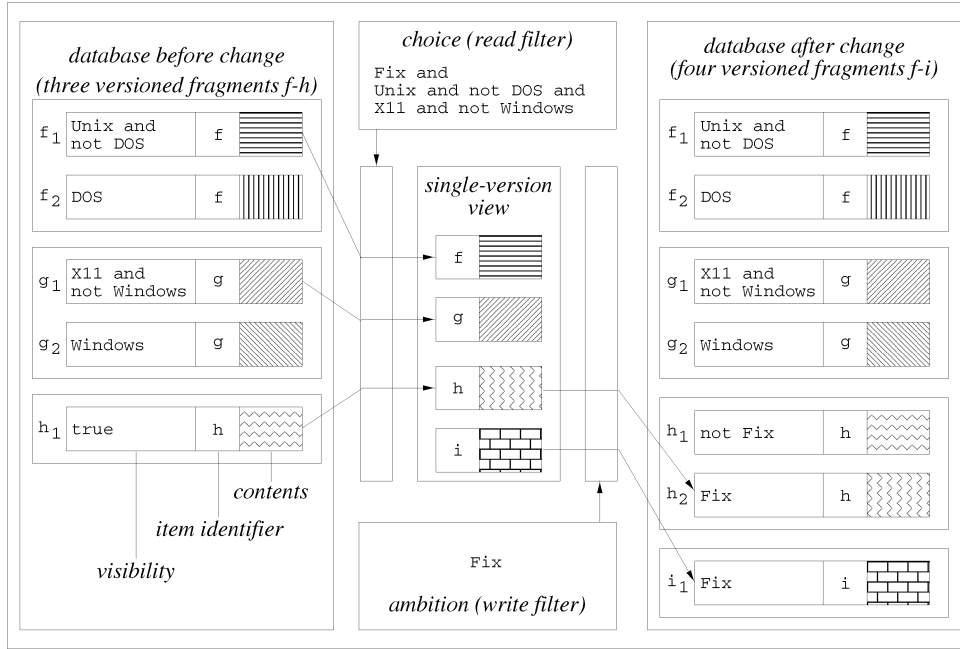 database before change
(three versioned fragments f-h)
f1 Unix and
not DOS f
f2 DOS f
g1 X11 and
not Windows g
g2 Windows g
h1 true h
contents
item identifier
visibility
choice (read filter)
Fix and
Unix and not DOS and
X11 and not Windows
single-version
view
f
g
h
i
Fix
ambition (write filter)
database after change
(four versioned fragments f-i)
f1 Unix and
not DOS f
f2 DOS f
g1 X11 and
not Windows g
g2 Windows g
h1 not Fix h
h2 Fix h
i1 Fix i